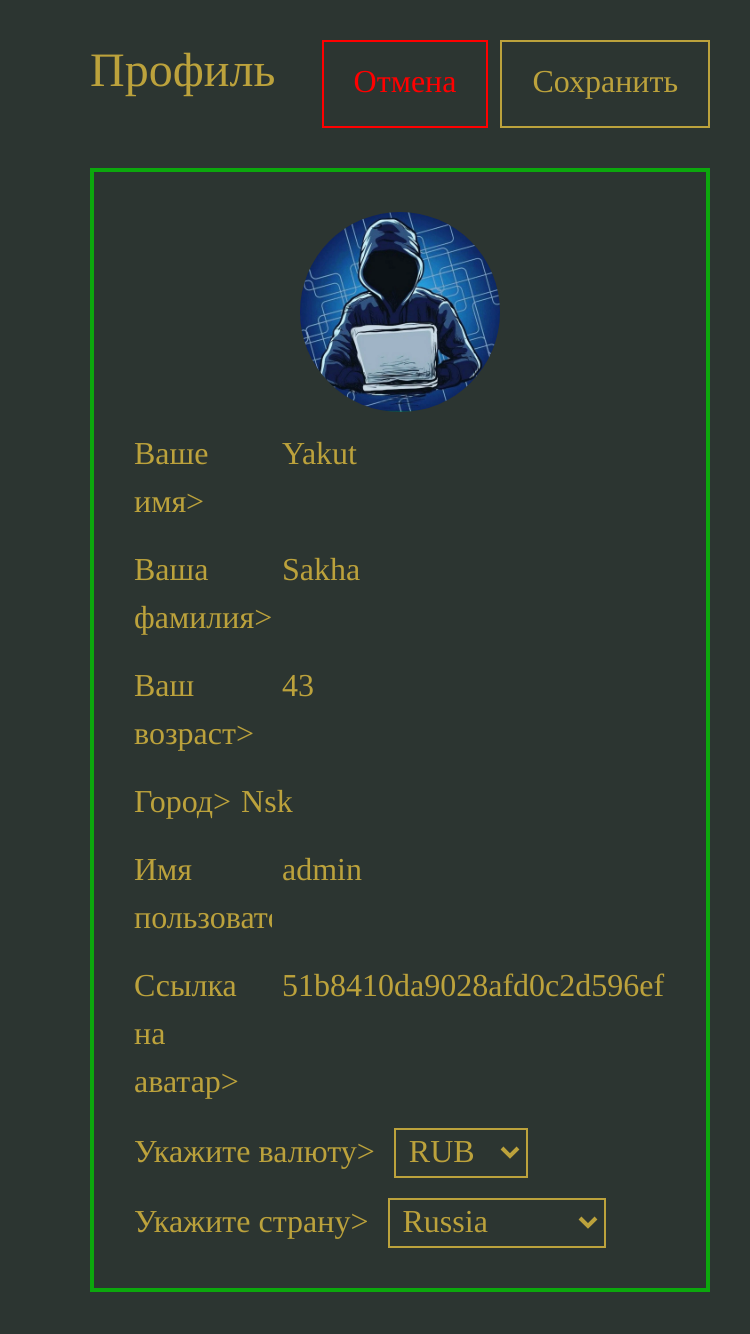 Профиль
Отмена
Сохранить
Ваше Yakut
имя>
Ваша Sakha
фамилия>
Ваш 43
возраст>
Город> Nsk
Имя admin
пользовате
Ссылка 51b8410da9028afd0c2d596ef
на
аватар>
Укажите валюту> RUB
Укажите страну> Russia